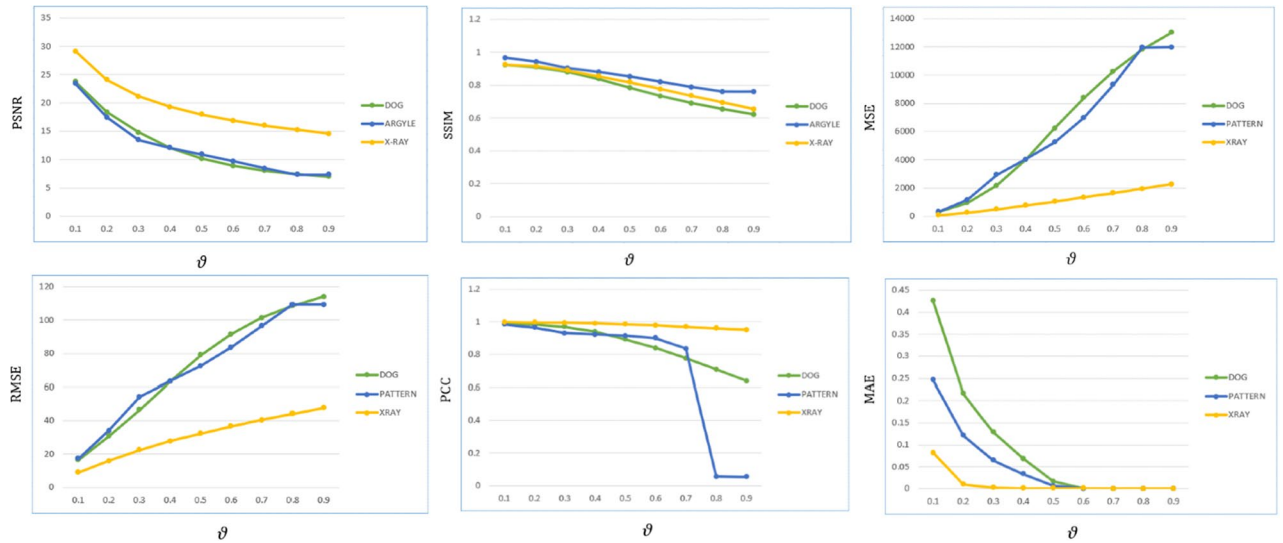 PSNR
35
30
25
20
15
10
5
0
0.1 0.2 0.3 0.4 0.5 0.6 0.7 0.8 0.9
DOG
ARGYLE
X-RAY
ϑ
SSIM
1.2
1
0.8
0.6
0.4
0.2
0
0.1 0.2 0.3 0.4 0.5 0.6 0.7 0.8 0.9
DOG
ARGYLE
X-RAY
ϑ
MSE
14000
12000
10000
8000
6000
4000
2000
0
0.1 0.2 0.3 0.4 0.5 0.6 0.7 0.8 0.9
DOG
PATTERN
XRAY
ϑ
RMSE
120
100
80
60
40
20
0
0.1 0.2 0.3 0.4 0.5 0.6 0.7 0.8 0.9
DOG
PATTERN
XRAY
ϑ
PCC
1.2
1
0.8
0.6
0.4
0.2
0
0.1 0.2 0.3 0.4 0.5 0.6 0.7 0.8 0.9
DOG
PATTERN
XRAY
ϑ
MAE
0.45
0.4
0.35
0.3
0.25
0.2
0.15
0.1
0.05
0
0.1 0.2 0.3 0.4 0.5 0.6 0.7 0.8 0.9
DOG
PATTERN
XRAY
ϑ